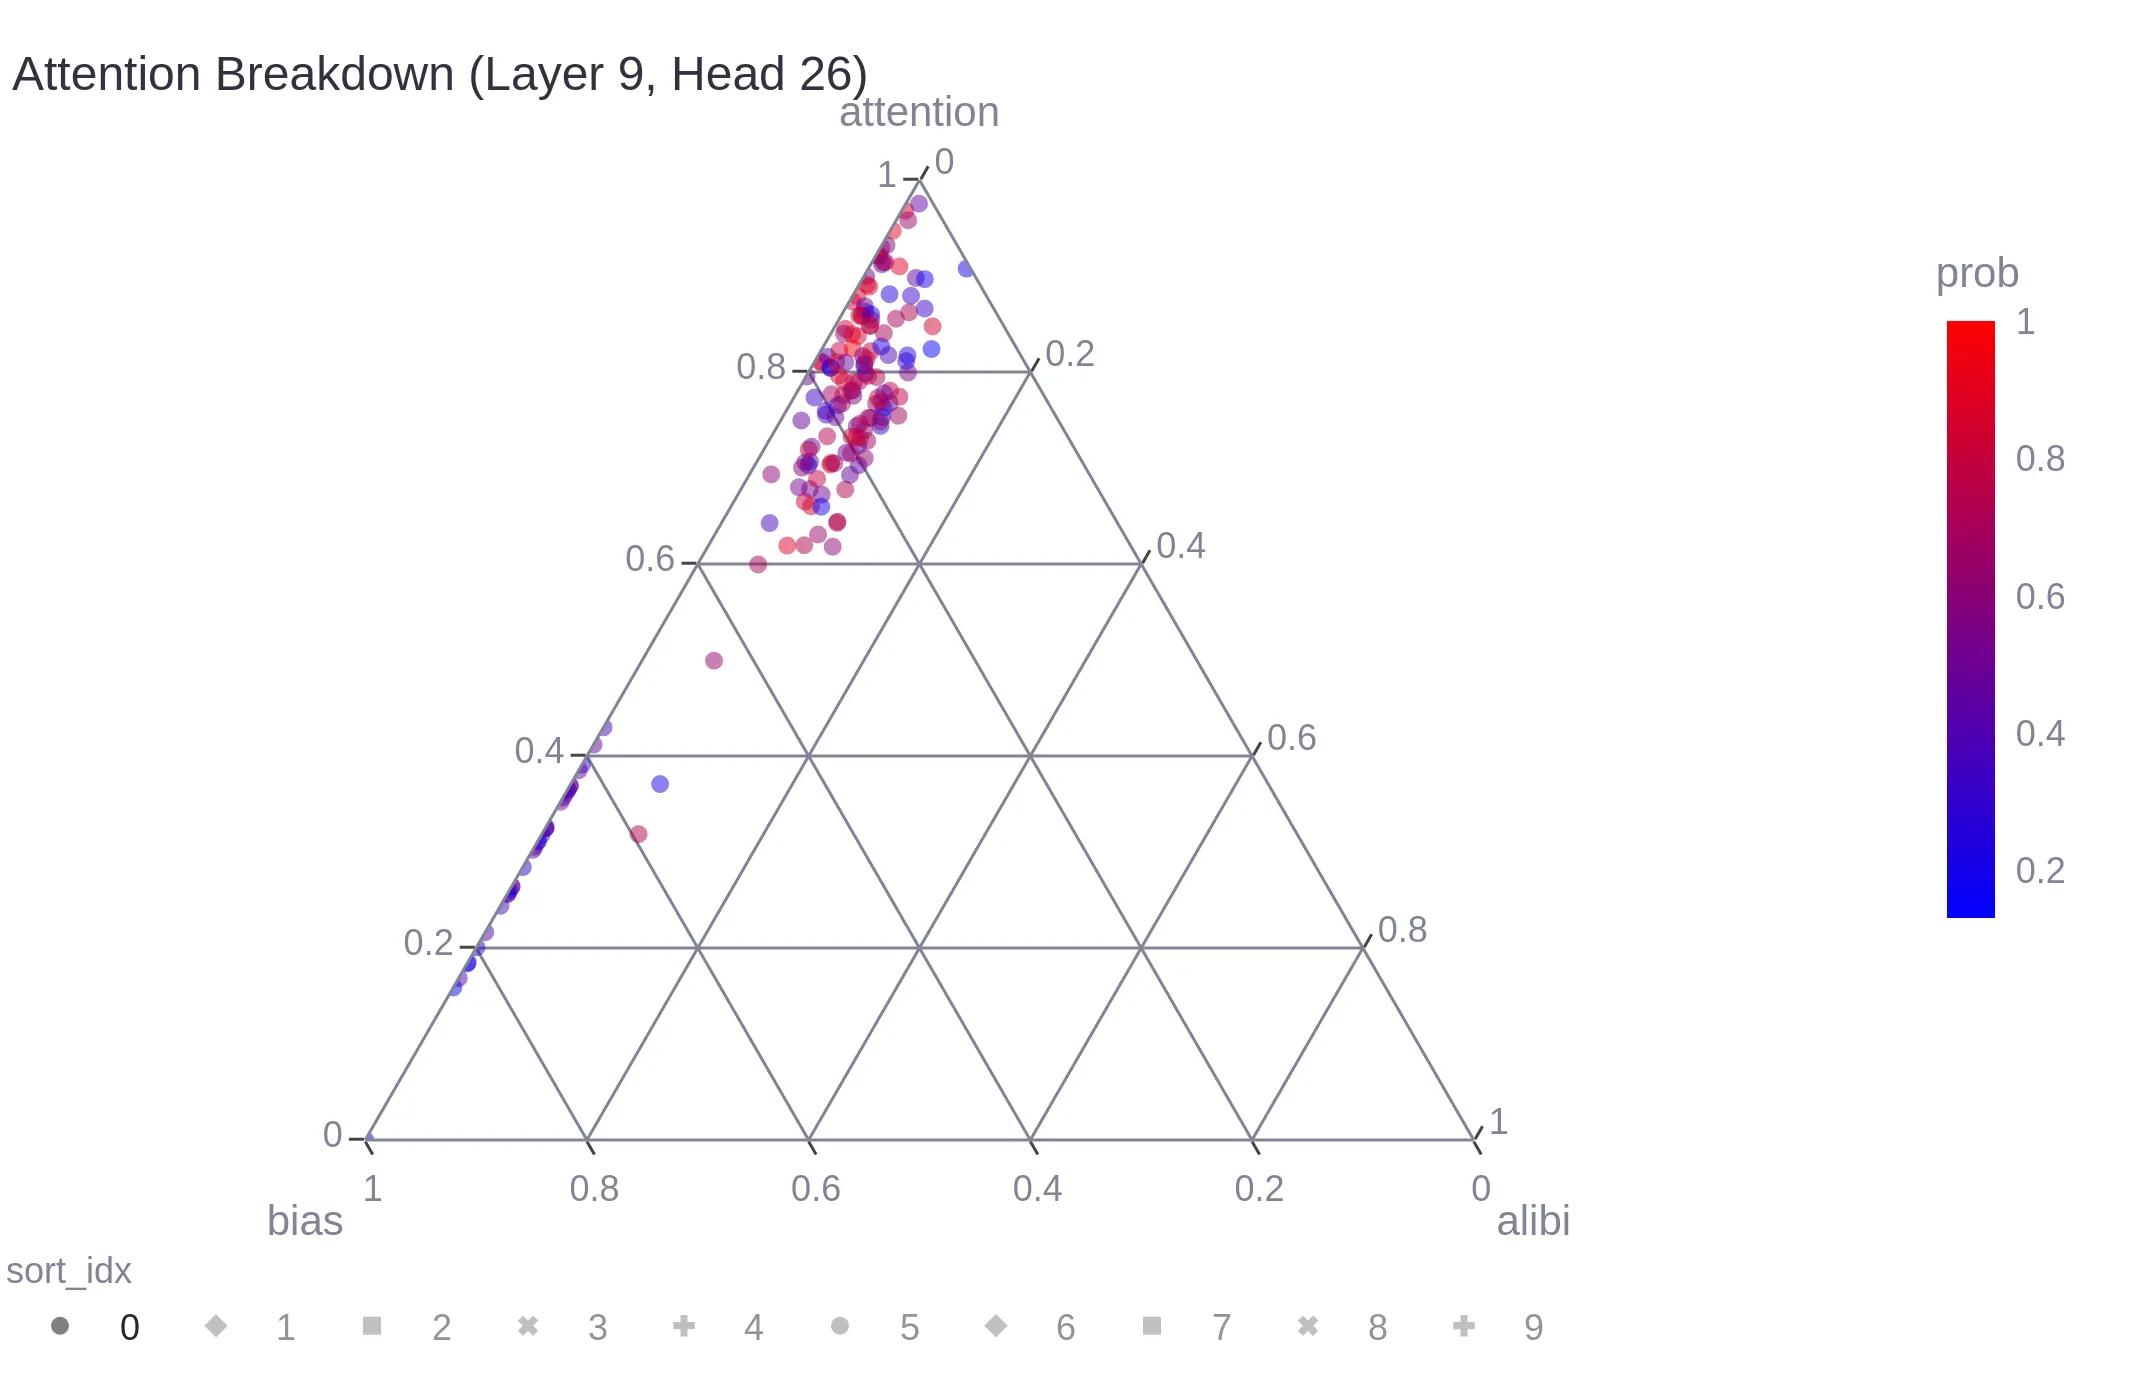 Attention Breakdown (Layer 9, Head 26)
attention
1 0
prob
1
0.8 0.2
0.8
0.6 0.4
0.6
0.4 0.6
0.4
0.2 0.8
0.2
0 1
1 0.8 0.6 0.4 0.2 0
bias alibi
sort_idx
0 1 2 3 4 5 6 7 8 9